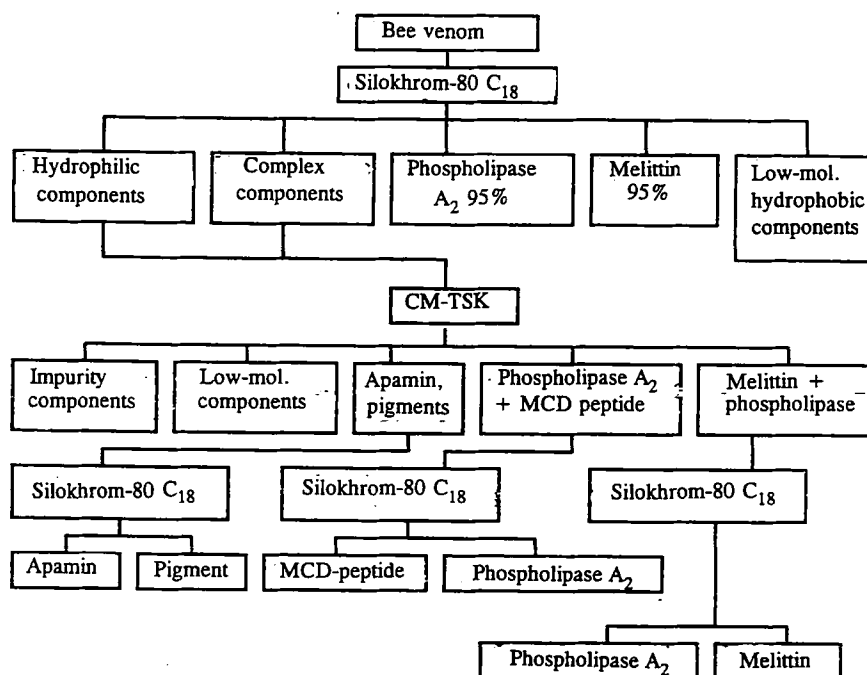 Bee venom
Silokhrom-80 C18
Hydrophilic
components
Complex
components
Phospholipase
A2 95%
Melittin
95%
Low-mol.
hydrophobic
components
CM-TSK
Impurity
components
Low-mol.
components
Apamin,
pigments
Phospholipase A2
+ MCD peptide
Melittin +
phospholipase
Silokhrom-80 C18
Silokhrom-80 C18
Silokhrom-80 C18
Apamin
Pigment
MCD-peptide
Phospholipase A2
Phospholipase A2
Melittin